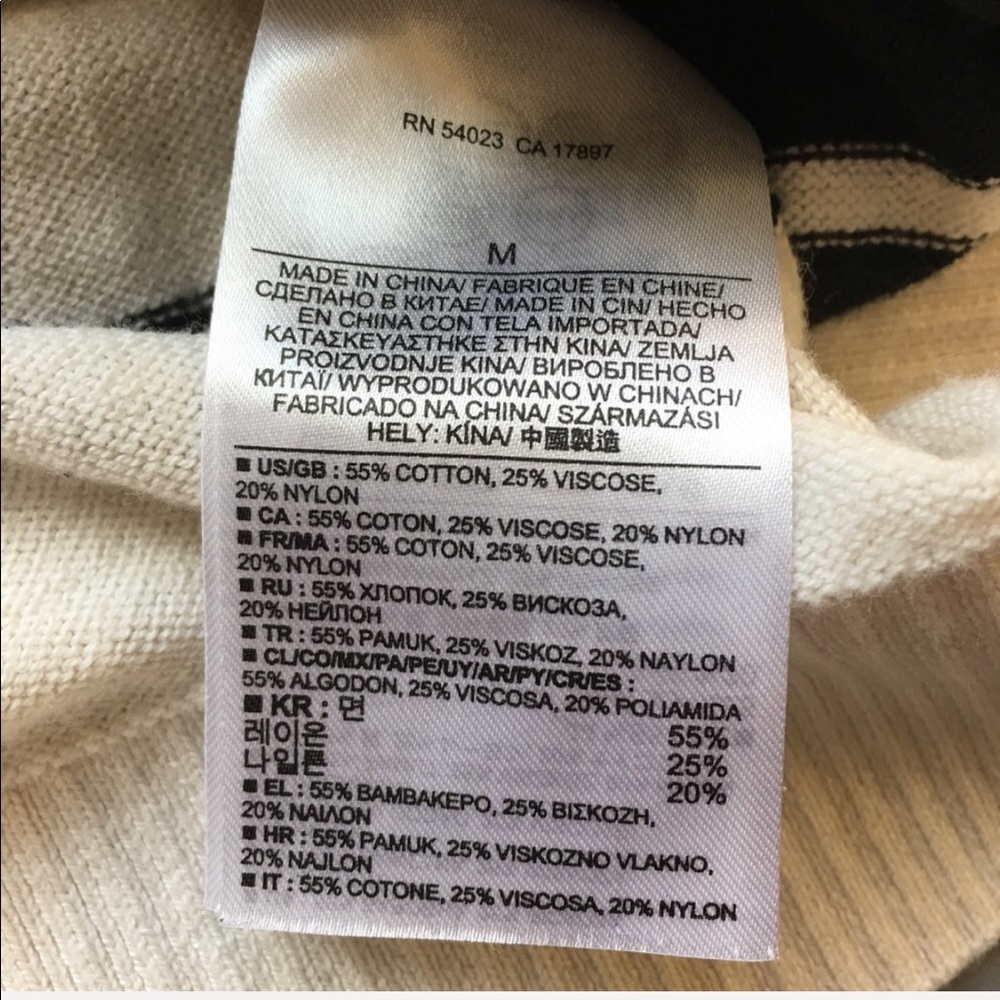 RN 54023 CA 17897
M
MADE IN CHINA/ FABRIQUE EN CHINE/
СДЕЛАНО В КИТАЕ/ MADE IN CIN/ HECHO
EN CHINA CON TELA IMPORTADA/
ΚΑΤΑΣΚΕΥΑΣΤΗΚΕ ΣΤΗΝ ΚΙΝΑ/ ZEMLJA
PROIZVODNJE KINA/ ВИРОБЛЕНО В
КИТАЇ/ WYPRODUKOWANO W CHINACH/
FABRICADO NA CHINA/ SZÁRMAZÁSI
HELY: KÍNA/ 中國製造
■ US/GB : 55% COTTON, 25% VISCOSE,
20% NYLON
■ CA : 55% COTON, 25% VISCOSE, 20% NYLON
■ FR/MA : 55% COTON, 25% VISCOSE,
20% NYLON
■ RU : 55% ХЛОПОК, 25% ВИСКОЗА,
20% НЕЙЛОН
■ TR : 55% PAMUK, 25% VISKOZ, 20% NAYLON
■ CL/CO/MX/PA/PE/UY/AR/PY/CR/ES :
55% ALGODON, 25% VISCOSA, 20% POLIAMIDA
■ KR : 면 55%
레이온 25%
나일론 20%
■ EL : 55% ΒΑΜΒΑΚΕΡΟ, 25% ΒΙΣΚΟΖΗ,
20% ΝΑΙΛΟΝ
■ HR : 55% PAMUK, 25% VISKOZNO VLAKNO,
20% NAJLON
■ IT : 55% COTONE, 25% VISCOSA, 20% NYLON